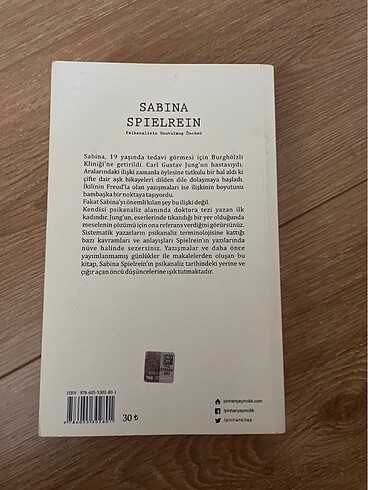 SABINA
SPIELREIN
Psikanalizin Unutulmuş Öncüsü
Sabina, 19 yaşında tedavi görmesi için Burghölzli
Kliniği'ne getirildi. Carl Gustav Jung'un hastasıydı.
Aralarındaki ilişki zamanla öylesine tutkulu bir hal aldı ki
çifte dair aşk hikayeleri dilden dile dolaşmaya başladı.
İkilinin Freud'la olan yazışmaları ise ilişkinin boyutunu
bambaşka bir noktaya taşıyordu.
Fakat Sabina'yı önemli kılan şey bu ilişki değil.
Kendisi psikanaliz alanında doktora tezi yazan ilk
kadındır. Jung'un, eserlerinde tıkandığı bir yer olduğunda
meselenin çözümü için ona referans verdiğini görürsünüz.
Sistematik yazarların psikanaliz terminolojisine kattığı
bazı kavramları ve anlayışları Spielrein'in yazılarında
nüve halinde sezersiniz. Yazışmalar ve daha önce
yayımlanmamış günlükler ile makalelerden oluşan bu
kitap, Sabina Spielrein'ın psikanaliz tarihindeki yerine ve
çığır açan öncü düşüncelerine ışık tutmaktadır.
ISBN: 978-605-5302-80-1
9 786055 302801
30 ₺
pinhanyayincilik.com
/pinhanyayincilik
/pinhankitap